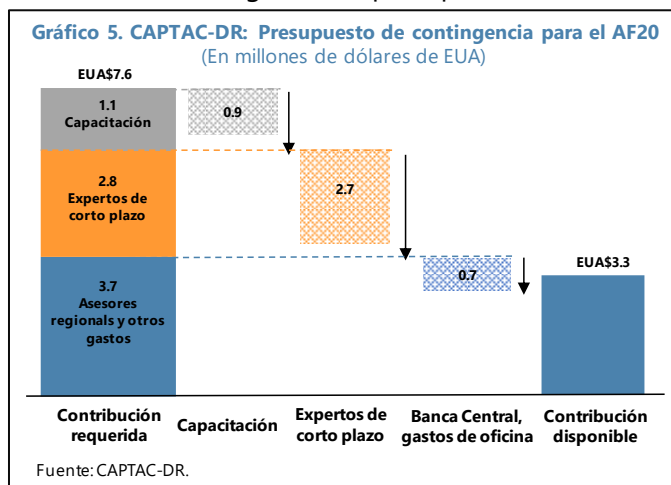 Gráfico 5. CAPTAC-DR: Presupuesto de contingencia para el AF20
(En millones de dólares de EUA)
EUA$7.6
1.1
Capacitación
0.9
2.8
Expertos de
corto plazo
2.7
3.7
Asesores
regionals y otros
gastos
0.7
EUA$3.3
Contribución
requerida
Capacitación
Expertos de
corto plazo
Banca Central,
gastos de oficina
Contribución
disponible
Fuente: CAPTAC-DR.